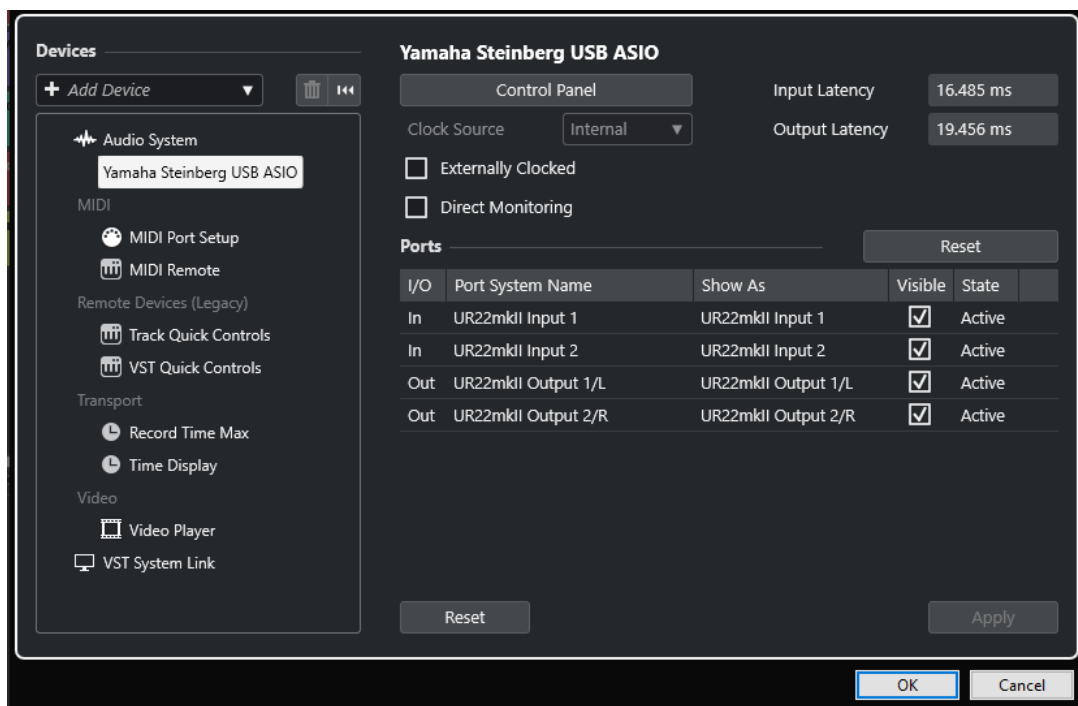 Devices
+ Add Device
Audio System
Yamaha Steinberg USB ASIO
MIDI
MIDI Port Setup
MIDI Remote
Remote Devices (Legacy)
Track Quick Controls
VST Quick Controls
Transport
Record Time Max
Time Display
Video
Video Player
VST System Link
Yamaha Steinberg USB ASIO
Control Panel
Input Latency 16.485 ms
Clock Source Internal
Output Latency 19.456 ms
Externally Clocked
Direct Monitoring
Ports
Reset
I/O Port System Name Show As Visible State
In UR22mkII Input 1 UR22mkII Input 1 Active
In UR22mkII Input 2 UR22mkII Input 2 Active
Out UR22mkII Output 1/L UR22mkII Output 1/L Active
Out UR22mkII Output 2/R UR22mkII Output 2/R Active
Reset
Apply
OK
Cancel